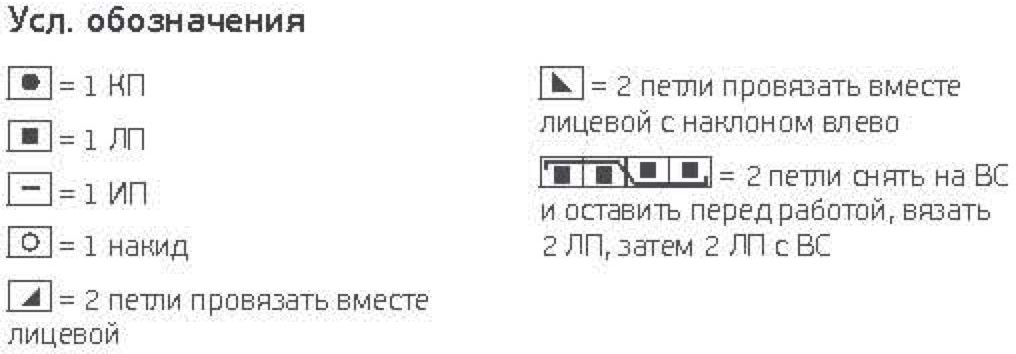 Усл. обозначения
= 1 КП
= 1 ЛП
= 1 ИП
= 1 накид
= 2 петли провязать вместе
лицевой
= 2 петли провязать вместе
лицевой с наклоном влево
= 2 петли снять на ВС
и оставить перед работой, вязать
2 ЛП, затем 2 ЛП с ВС